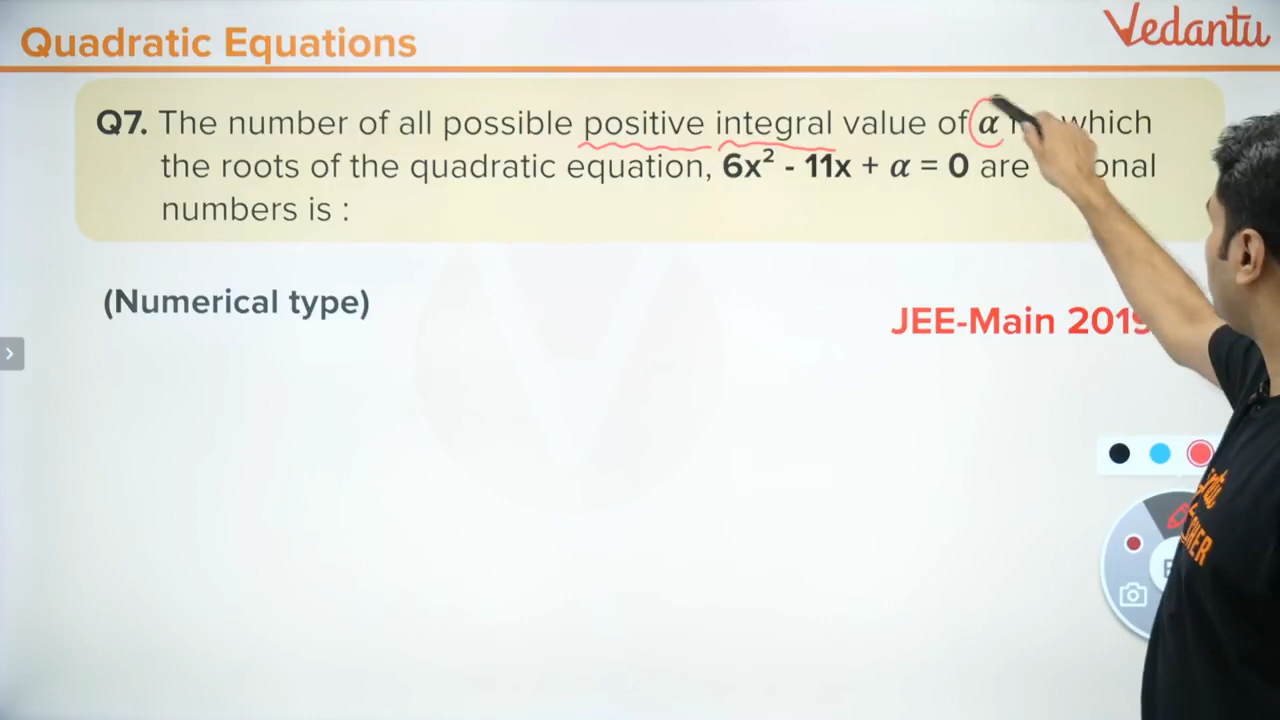 Quadratic Equations
Vedantu
Q7. The number of all possible positive integral value of α which
the roots of the quadratic equation, 6x² - 11x + α = 0 are
numbers is :
(Numerical type)
JEE-Main 2019